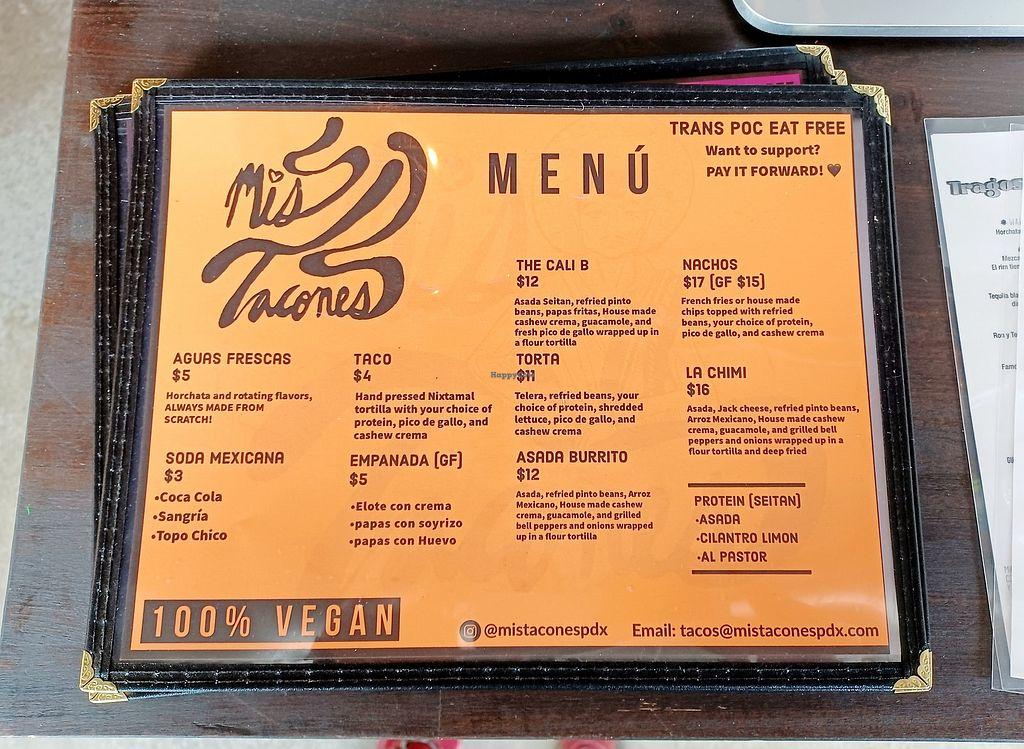 Mis
Tacones
MENÚ
TRANS POC EAT FREE
Want to support?
PAY IT FORWARD!
THE CALI B
$12
Asada Seitan, refried pinto
beans, papas fritas, House made
cashew crema, guacamole, and
fresh pico de gallo wrapped up in
a flour tortilla
NACHOS
$17 (GF $15)
French fries or house made
chips topped with refried
beans, your choice of protein,
pico de gallo, and cashew crema
AGUAS FRESCAS
$5
Horchata and rotating flavors,
ALWAYS MADE FROM
SCRATCH!
TACO
$4
Hand pressed Nixtamal
tortilla with your choice of
protein, pico de gallo, and
cashew crema
TORTA
$11
Telera, refried beans, your
choice of protein, shredded
lettuce, pico de gallo, and
cashew crema
LA CHIMI
$16
Asada, Jack cheese, refried pinto beans,
Arroz Mexicano, House made cashew
crema, guacamole, and grilled bell
peppers and onions wrapped up in a
flour tortilla and deep fried
SODA MEXICANA
$3
•Coca Cola
•Sangría
•Topo Chico
EMPANADA (GF)
$5
•Elote con crema
•papas con soyrizo
•papas con Huevo
ASADA BURRITO
$12
Asada, refried pinto beans, Arroz
Mexicano, House made cashew
crema, guacamole, and grilled
bell peppers and onions wrapped
up in a flour tortilla
PROTEIN (SEITAN)
•ASADA
•CILANTRO LIMON
•AL PASTOR
100% VEGAN
@mistaconespdx
Email: tacos@mistaconespdx.com
Tragos
Horchata